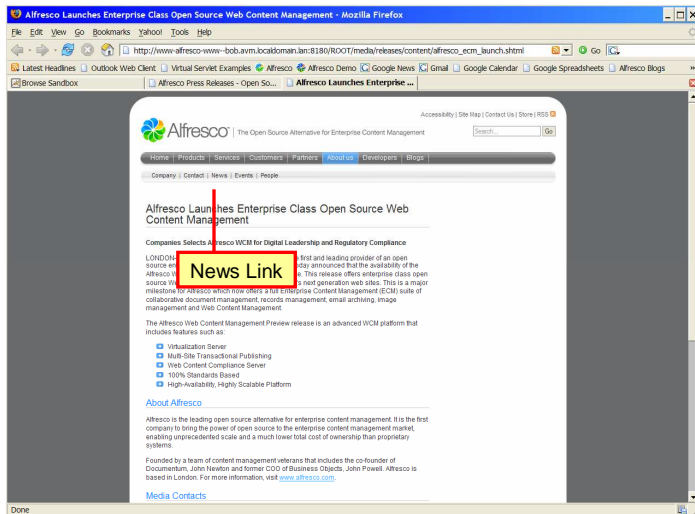 Alfresco Launches Enterprise Class Open Source Web Content Management - Mozilla Firefox
File Edit View Go Bookmarks Yahoo! Tools Help
http://www-alfresco-www--bob.avm.localdomain.lan:8180/ROOT/media/releases/content/alfresco_ecm_launch.shtml Go
Latest Headlines Outlook Web Client Virtual Servlet Examples Alfresco Alfresco Demo Google News Gmail Google Calendar Google Spreadsheets Alfresco Blogs
Browse Sandbox Alfresco Press Releases - Open So... Alfresco Launches Enterprise ...
Accessibility | Site Map | Contact Us | Store | RSS
Alfresco | The Open Source Alternative for Enterprise Content Management Search... Go
Home | Products | Services | Customers | Partners | About us | Developers | Blogs
Company | Contact | News | Events | People
Alfresco Launches Enterprise Class Open Source Web
Content Management
Companies Selects Alfresco WCM for Digital Leadership and Regulatory Compliance
LONDON- first and leading provider of an open
source en day announced that the availability of the
Alfresco W e. This release offers enterprise class open
source We 's next generation web sites. This is a major
milestone for Alfresco which now offers a full Enterprise Content Management (ECM) suite of
collaborative document management, records management, email archiving, image
management and Web Content Management.
News Link
The Alfresco Web Content Management Preview release is an advanced WCM platform that
includes features such as:
Virtualization Server
Multi-Site Transactional Publishing
Web Content Compliance Server
100% Standards Based
High-Availability, Highly Scalable Platform
About Alfresco
Alfresco is the leading open source alternative for enterprise content management. It is the first
company to bring the power of open source to the enterprise content management market,
enabling unprecedented scale and a much lower total cost of ownership than proprietary
systems.
Founded by a team of content management veterans that includes the co-founder of
Documentum, John Newton and former COO of Business Objects, John Powell. Alfresco is
based in London. For more information, visit www.alfresco.com.
Media Contacts
Done